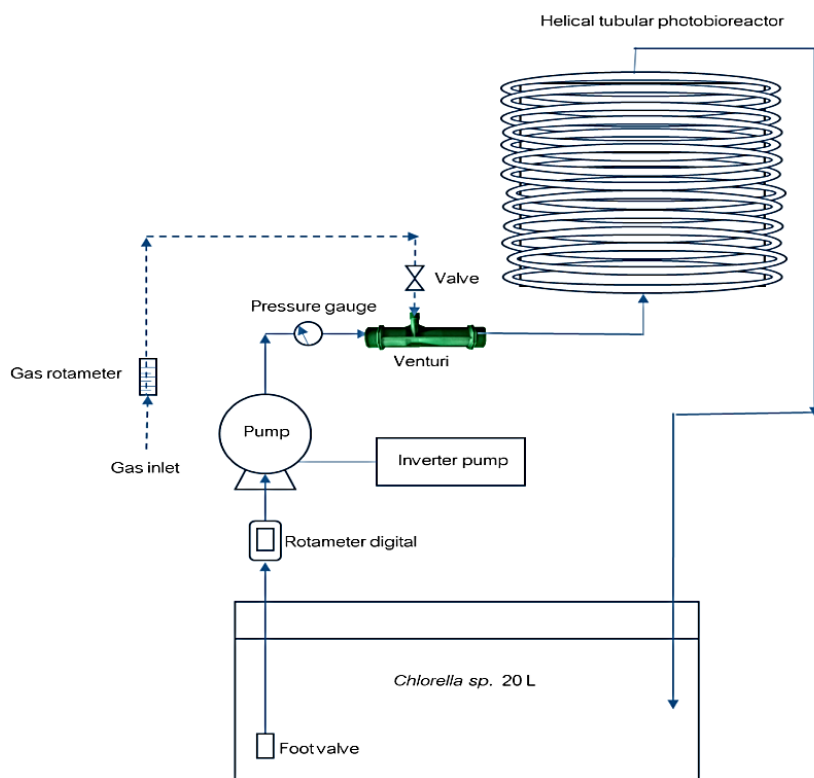 Helical tubular photobioreactor
Valve
Pressure gauge
Venturi
Gas rotameter
Pump
Gas inlet
Inverter pump
Rotameter digital
Chlorella sp. 20 L
Foot valve